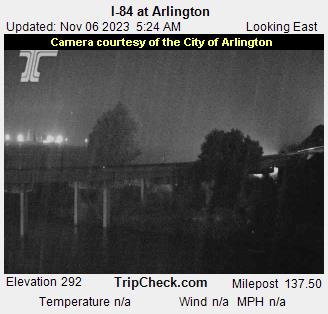 I-84 at Arlington
Updated: Nov 06 2023 5:24 AM Looking East
Camera courtesy of the City of Arlington
Elevation 292 TripCheck.com Milepost 137.50
Temperature n/a Wind n/a MPH n/a